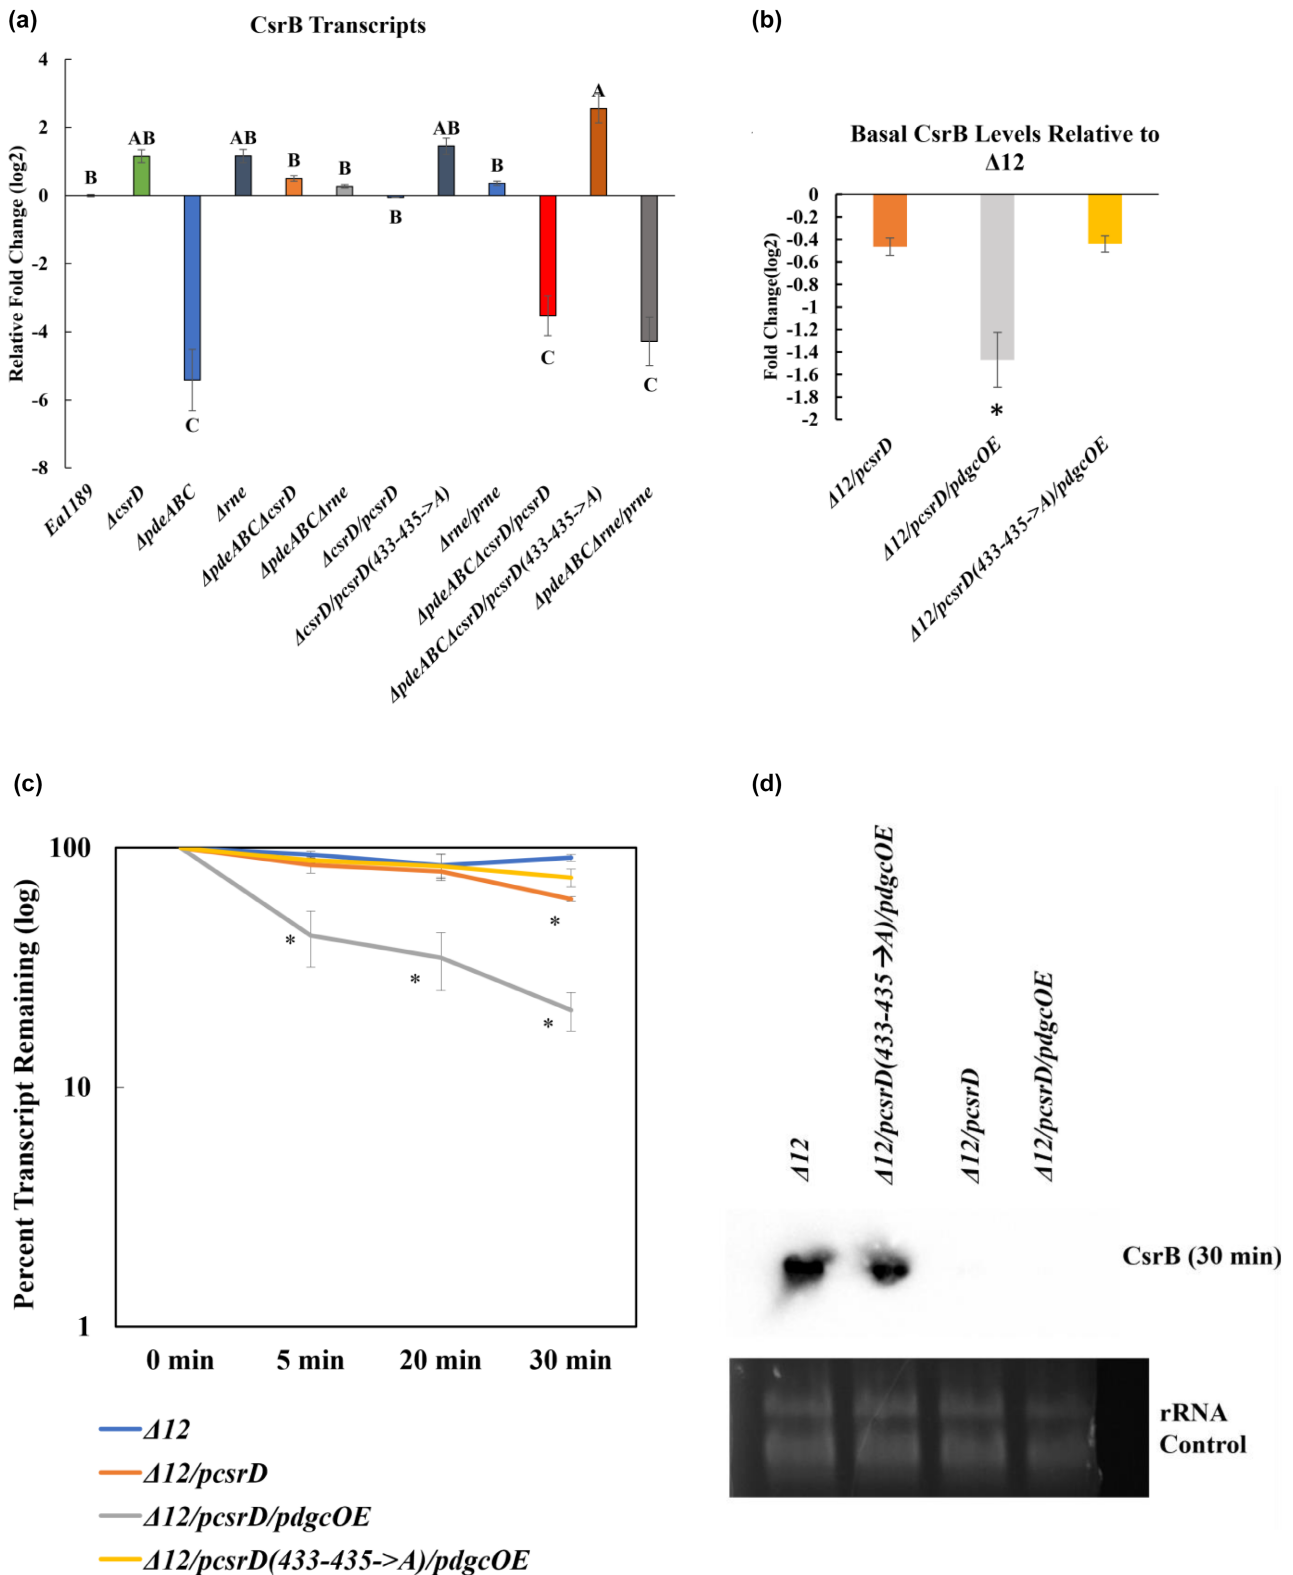 (a)
CsrB Transcripts
Relative Fold Change (log2)
4
2
0
-2
-4
-6
-8
B
AB
C
AB
B
B
B
AB
B
C
A
C
Ea1189
ΔcsrD
ΔpdeABC
Δrne
ΔpdeABCΔcsrD
ΔpdeABCΔrne
ΔcsrD/pcsrD
ΔcsrD/pcsrD(433-435->A)
Δrne/prne
ΔpdeABCΔcsrD/pcsrD
ΔpdeABCΔcsrD/pcsrD(433-435->A)
ΔpdeABCΔrne/prne
(b)
Basal CsrB Levels Relative to
Δ12
Fold Change(log2)
0
-0.2
-0.4
-0.6
-0.8
-1
-1.2
-1.4
-1.6
-1.8
-2
*
Δ12/pcsrD
Δ12/pcsrD/pdgcOE
Δ12/pcsrD(433-435->A)/pdgcOE
(c)
Percent Transcript Remaining (log)
100
10
1
*
*
*
*
0 min
5 min
20 min
30 min
Δ12
Δ12/pcsrD
Δ12/pcsrD/pdgcOE
Δ12/pcsrD(433-435->A)/pdgcOE
(d)
Δ12
Δ12/pcsrD(433-435→A)/pdgcOE
Δ12/pcsrD
Δ12/pcsrD/pdgcOE
CsrB (30 min)
rRNA
Control